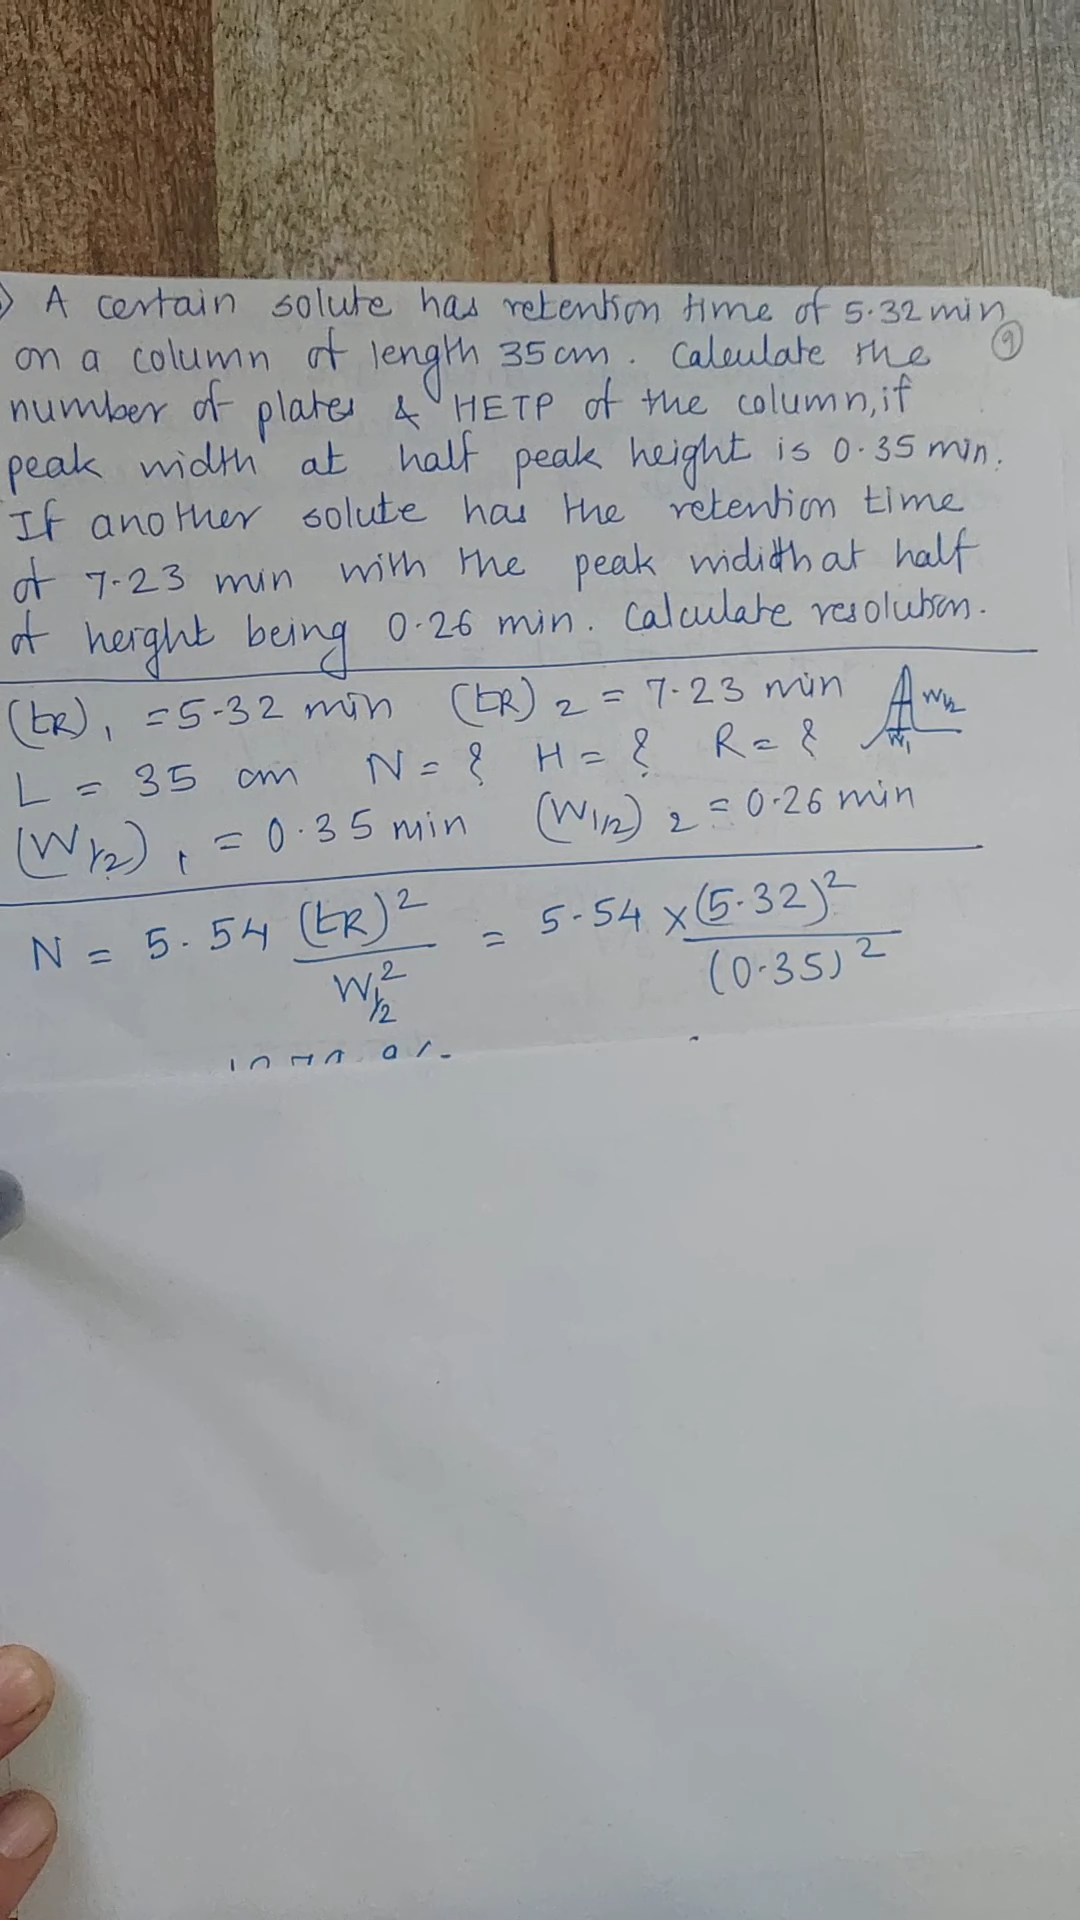 A certain solute has retention time of 5.32 min
on a column of length 35 cm. Calculate the 9
number of plates & HETP of the column, if
peak width at half peak height is 0.35 min.
If another solute has the retention time
of 7.23 min with the peak widith at half
of height being 0.26 min. Calculate resolution.
(tR)₁ = 5.32 min (tR)₂ = 7.23 min W1/2
W₁
L = 35 cm N = ? H = ? R = ?
(W1/2)₁ = 0.35 min (W1/2)₂ = 0.26 min
N = 5.54 (tR)² / W1/2² = 5.54 × (5.32)² / (0.35)²